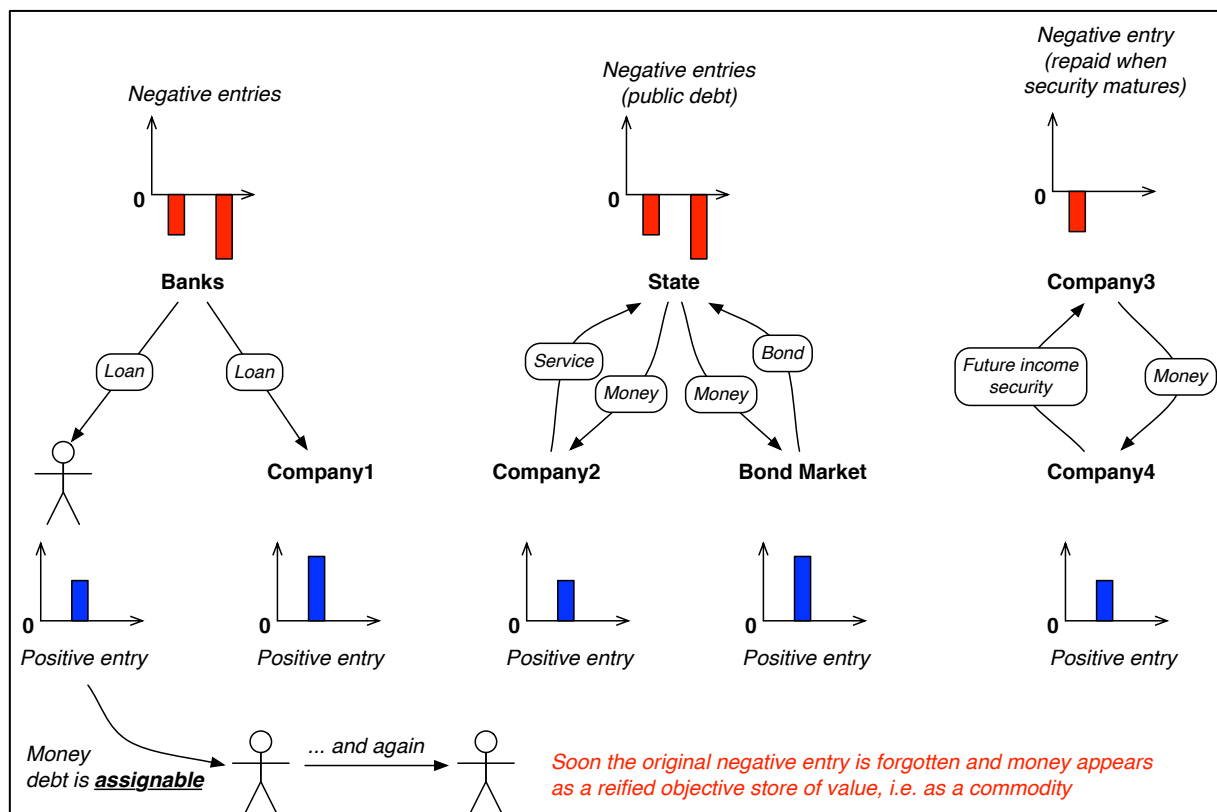 Negative entries
Negative entries
(public debt)
Negative entry
(repaid when
security matures)
0
0
0
Banks
State
Company3
Loan
Loan
Service
Money
Money
Bond
Future income
security
Money
Company1
Company2
Bond Market
Company4
0
0
0
0
0
Positive entry
Positive entry
Positive entry
Positive entry
Positive entry
Money
debt is assignable
... and again
Soon the original negative entry is forgotten and money appears
as a reified objective store of value, i.e. as a commodity